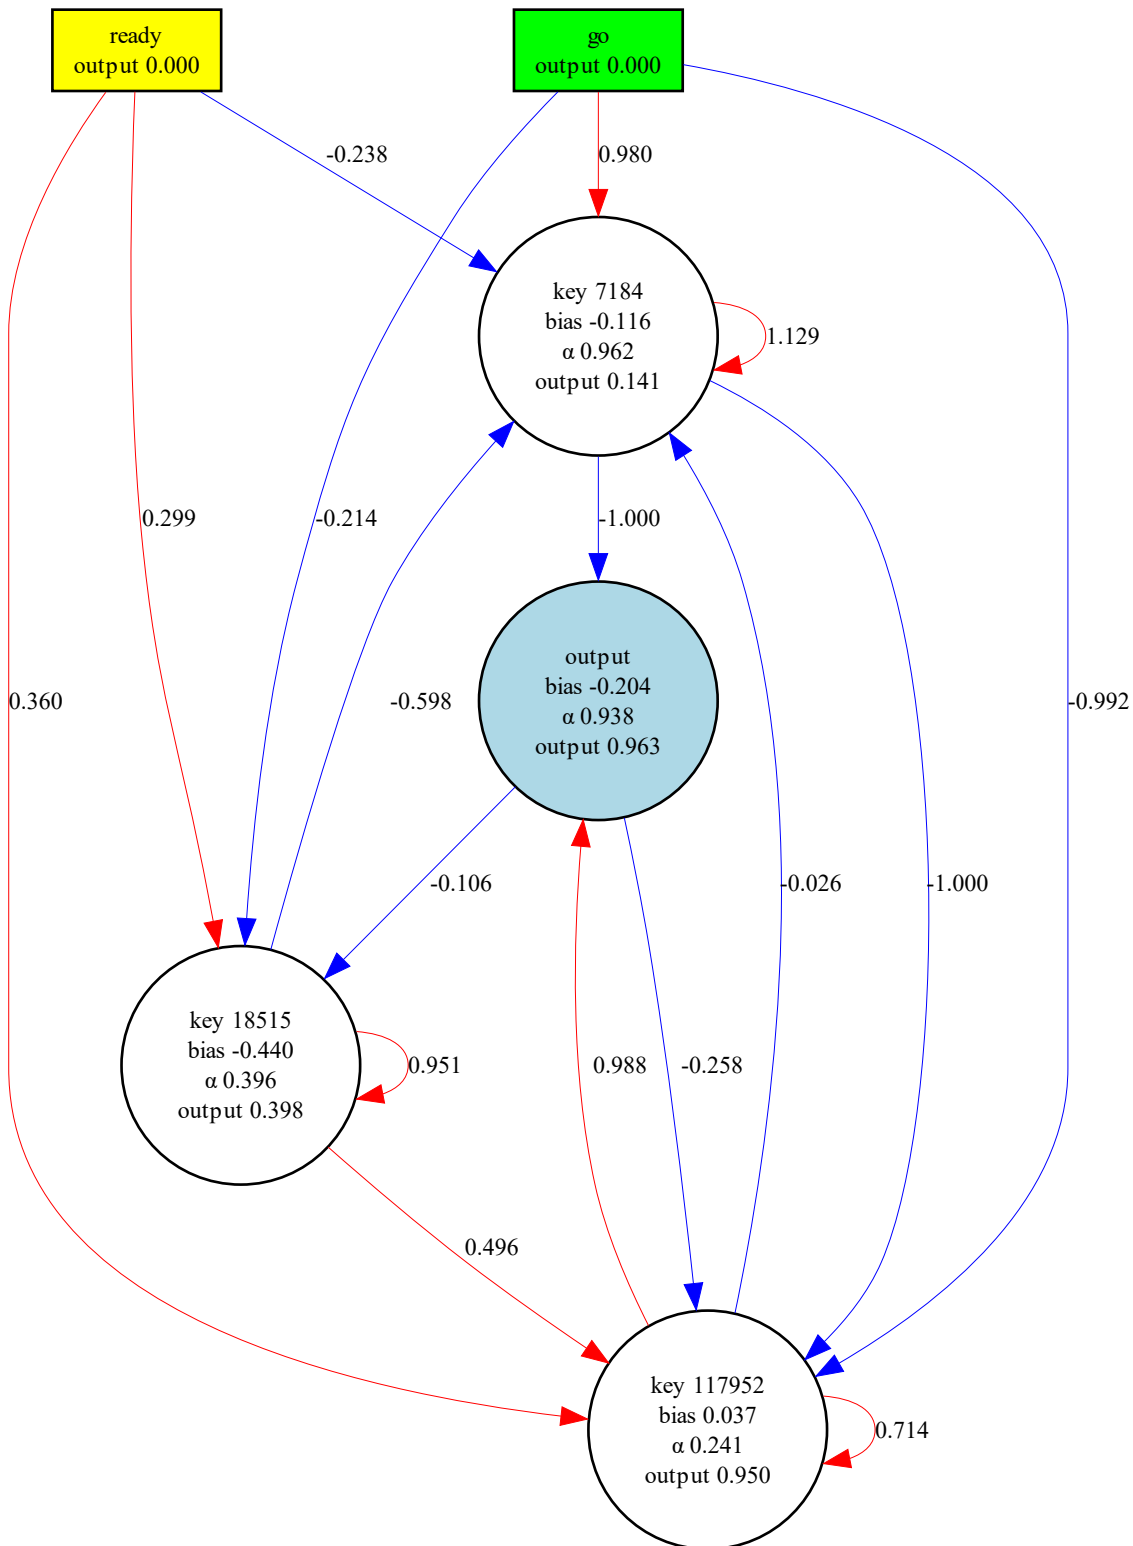 ready
output 0.000
go
output 0.000
-0.238
0.980
key 7184
bias -0.116
α 0.962
output 0.141
1.129
0.299
-0.214
-1.000
output
bias -0.204
α 0.938
output 0.963
0.360
-0.598
-0.992
-0.106
-0.026
-1.000
key 18515
bias -0.440
α 0.396
output 0.398
0.951
0.988
-0.258
0.496
key 117952
bias 0.037
α 0.241
output 0.950
0.714